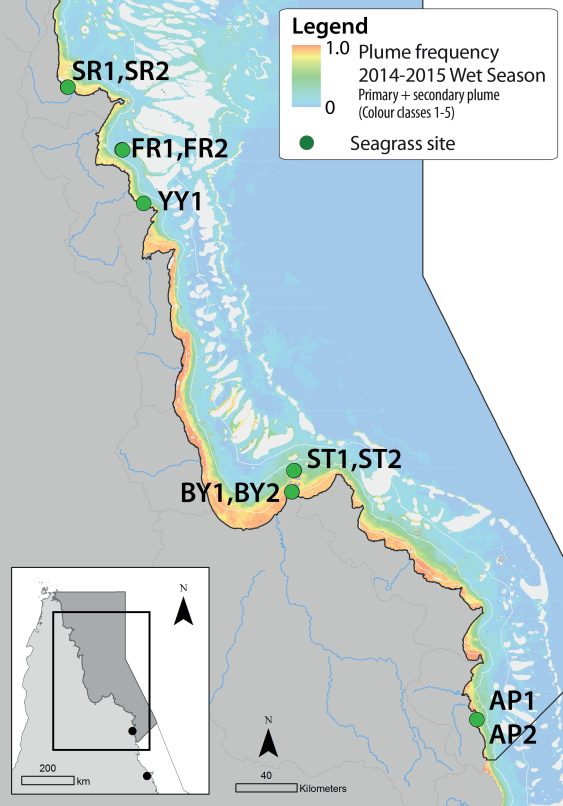 Legend
1.0
0
Plume frequency
2014-2015 Wet Season
Primary + secondary plume
(Colour classes 1-5)
Seagrass site
SR1,SR2
FR1,FR2
YY1
ST1,ST2
BY1,BY2
AP1
AP2
N
200
km
N
40
Kilometers